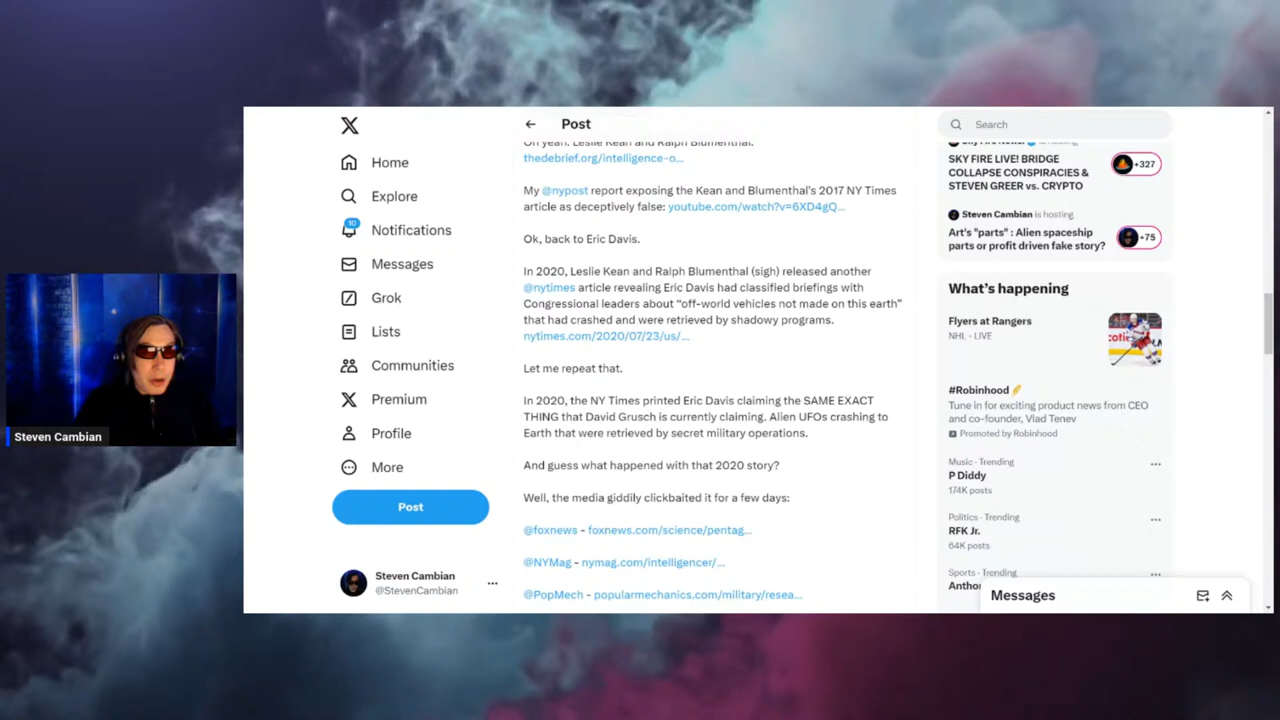 Post
Search
Home
Explore
10
Notifications
Messages
Grok
Lists
Communities
Premium
Profile
More
Post
Steven Cambian
@StevenCambian
Oh yeah. Leslie Kean and Ralph Blumenthal.
thedebrief.org/intelligence-o...
My @nypost report exposing the Kean and Blumenthal's 2017 NY Times
article as deceptively false: youtube.com/watch?v=6XD4gQ...
Ok, back to Eric Davis.
In 2020, Leslie Kean and Ralph Blumenthal (sigh) released another
@nytimes article revealing Eric Davis had classified briefings with
Congressional leaders about “off-world vehicles not made on this earth”
that had crashed and were retrieved by shadowy programs.
nytimes.com/2020/07/23/us/...
Let me repeat that.
In 2020, the NY Times printed Eric Davis claiming the SAME EXACT
THING that David Grusch is currently claiming. Alien UFOs crashing to
Earth that were retrieved by secret military operations.
And guess what happened with that 2020 story?
Well, the media giddily clickbaited it for a few days:
@foxnews - foxnews.com/science/pentag...
@NYMag - nymag.com/intelligencer/...
@PopMech - popularmechanics.com/military/resea...
SKY FIRE LIVE! BRIDGE
COLLAPSE CONSPIRACIES &
STEVEN GREER vs. CRYPTO
+327
Steven Cambian is hosting
Art's "parts" : Alien spaceship
parts or profit driven fake story?
+75
What's happening
Flyers at Rangers
NHL · LIVE
#Robinhood
Tune in for exciting product news from CEO
and co-founder, Vlad Tenev
Promoted by Robinhood
Music · Trending
P Diddy
174K posts
Politics · Trending
RFK Jr.
64K posts
Sports · Trending
Messages
Steven Cambian